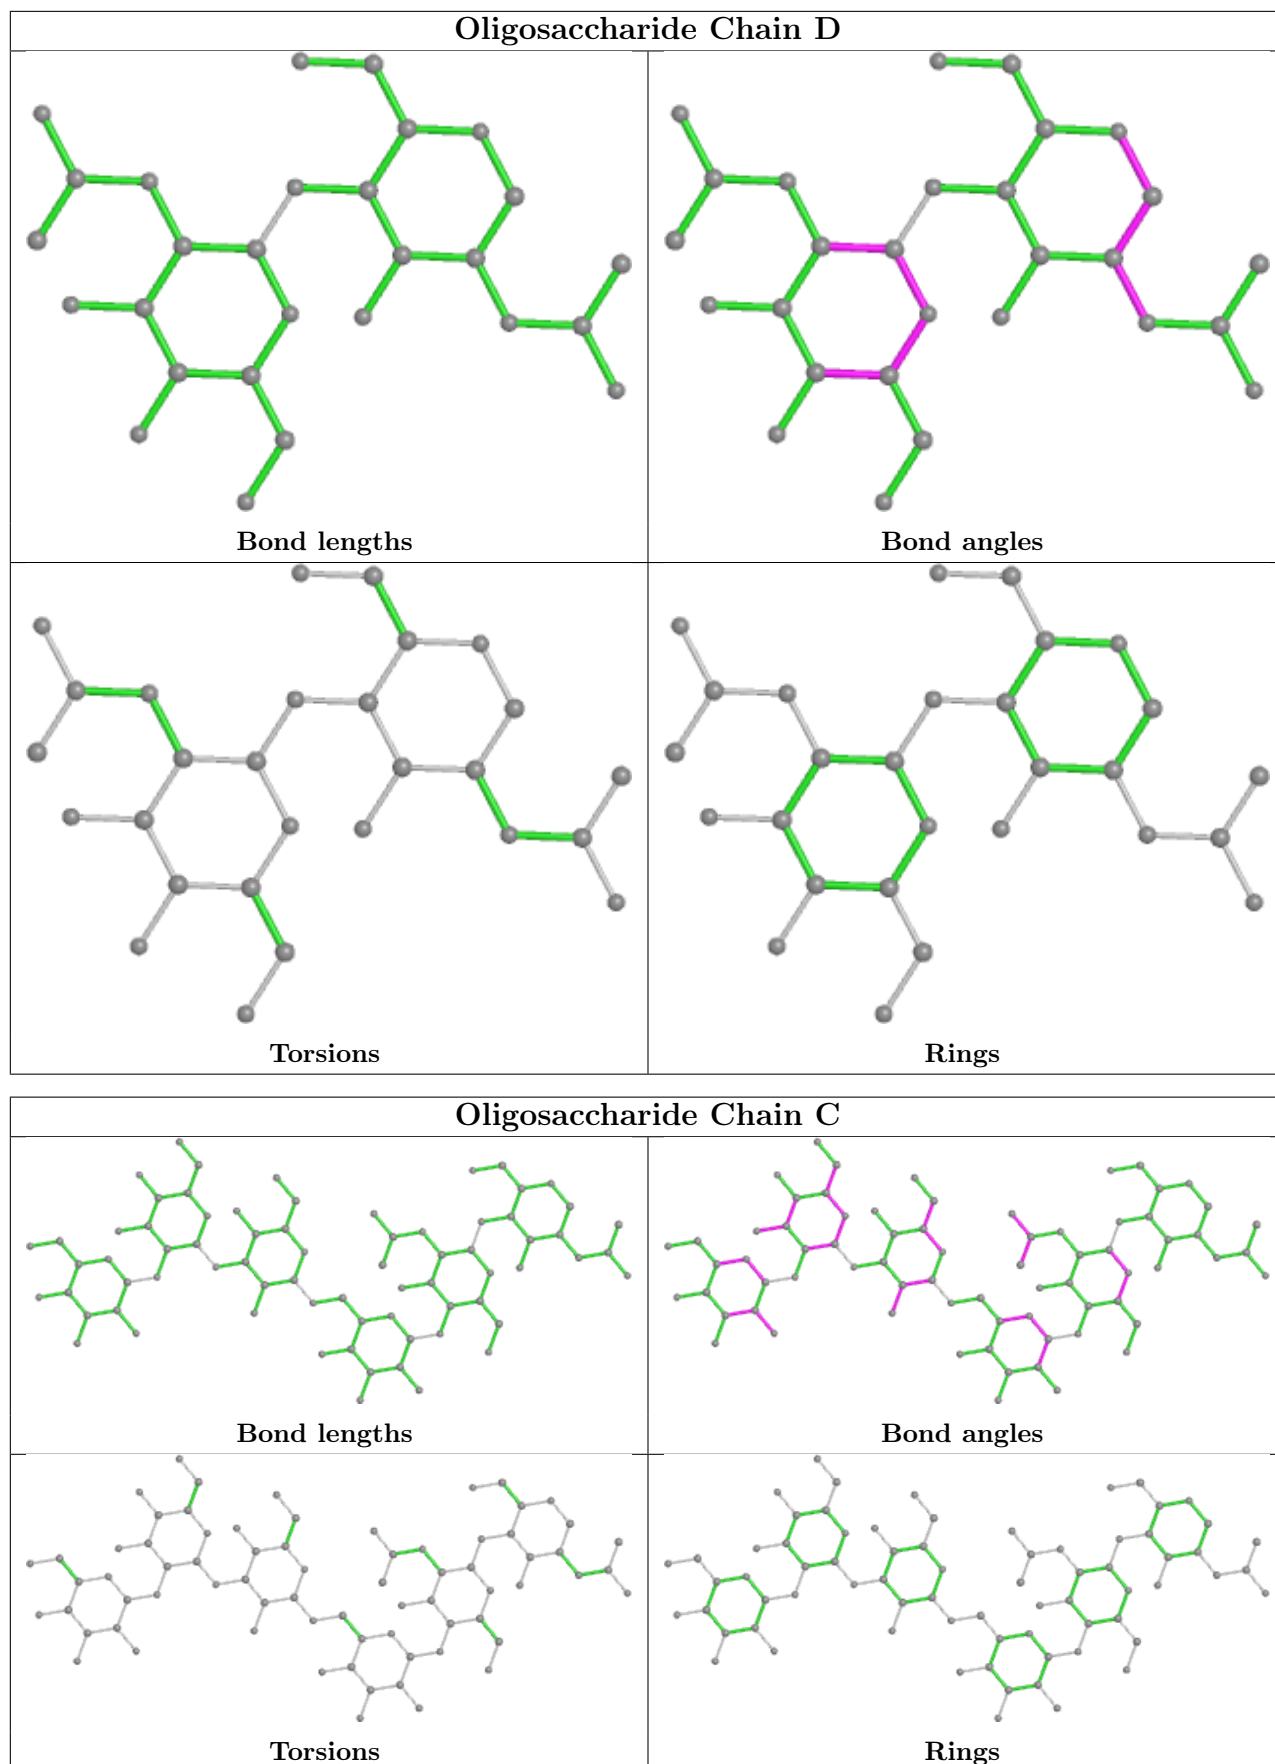 Oligosaccharide Chain D
Bond lengths
Bond angles
Torsions
Rings
Oligosaccharide Chain C
Bond lengths
Bond angles
Torsions
Rings